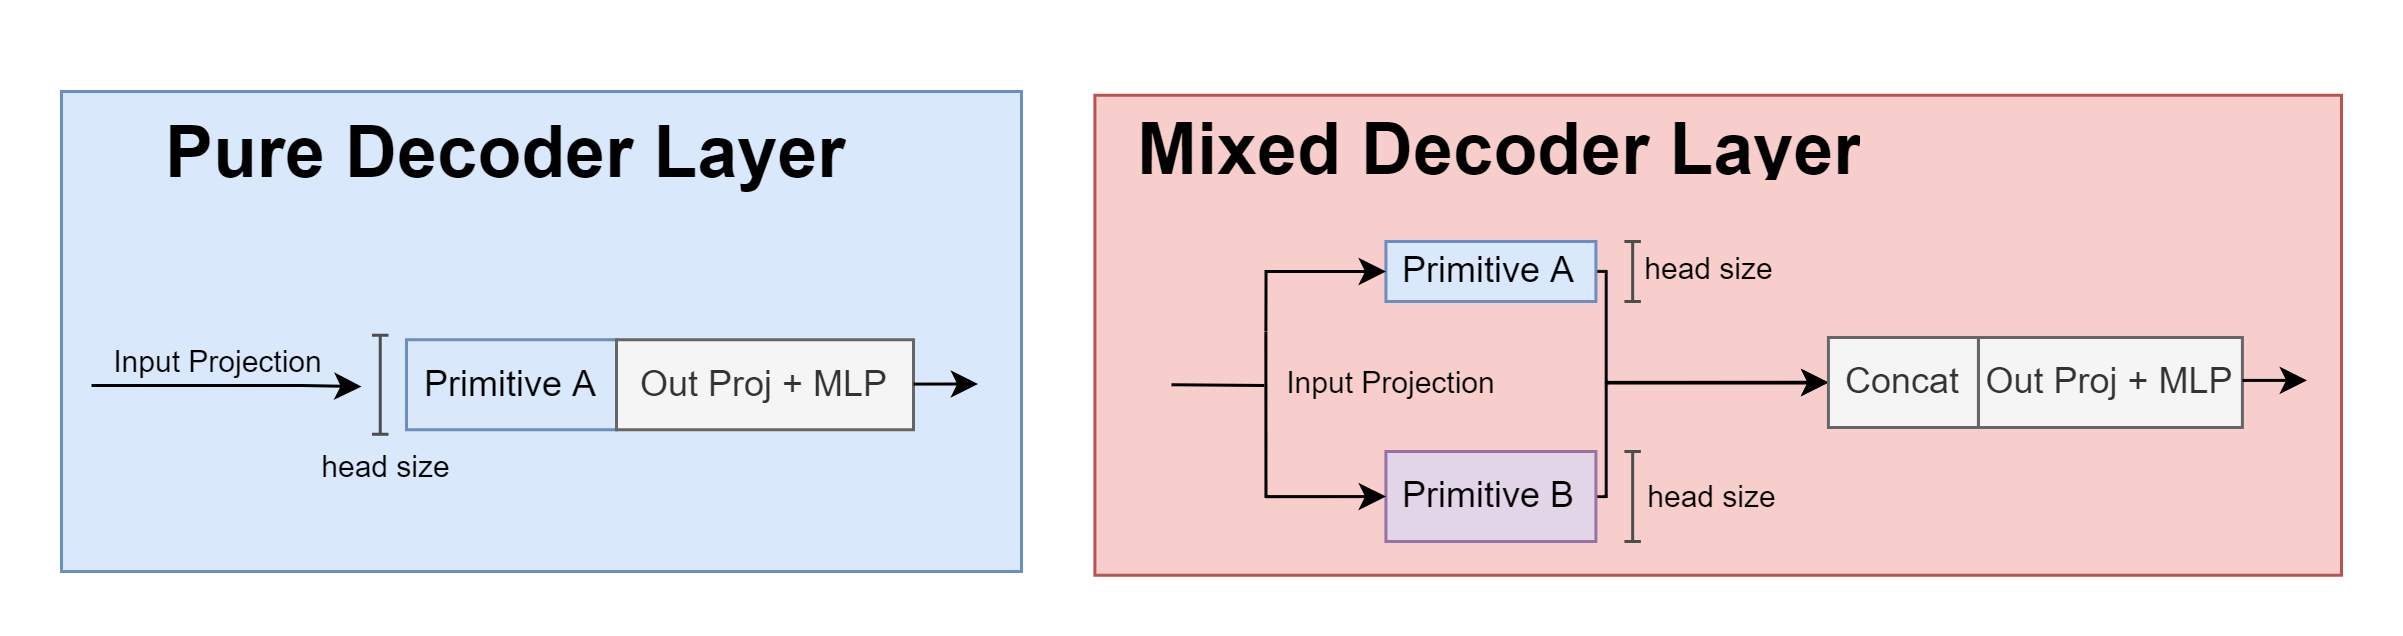 Pure Decoder Layer
Input Projection
head size
Primitive A
Out Proj + MLP
Mixed Decoder Layer
Primitive A
head size
Input Projection
Primitive B
head size
Concat
Out Proj + MLP